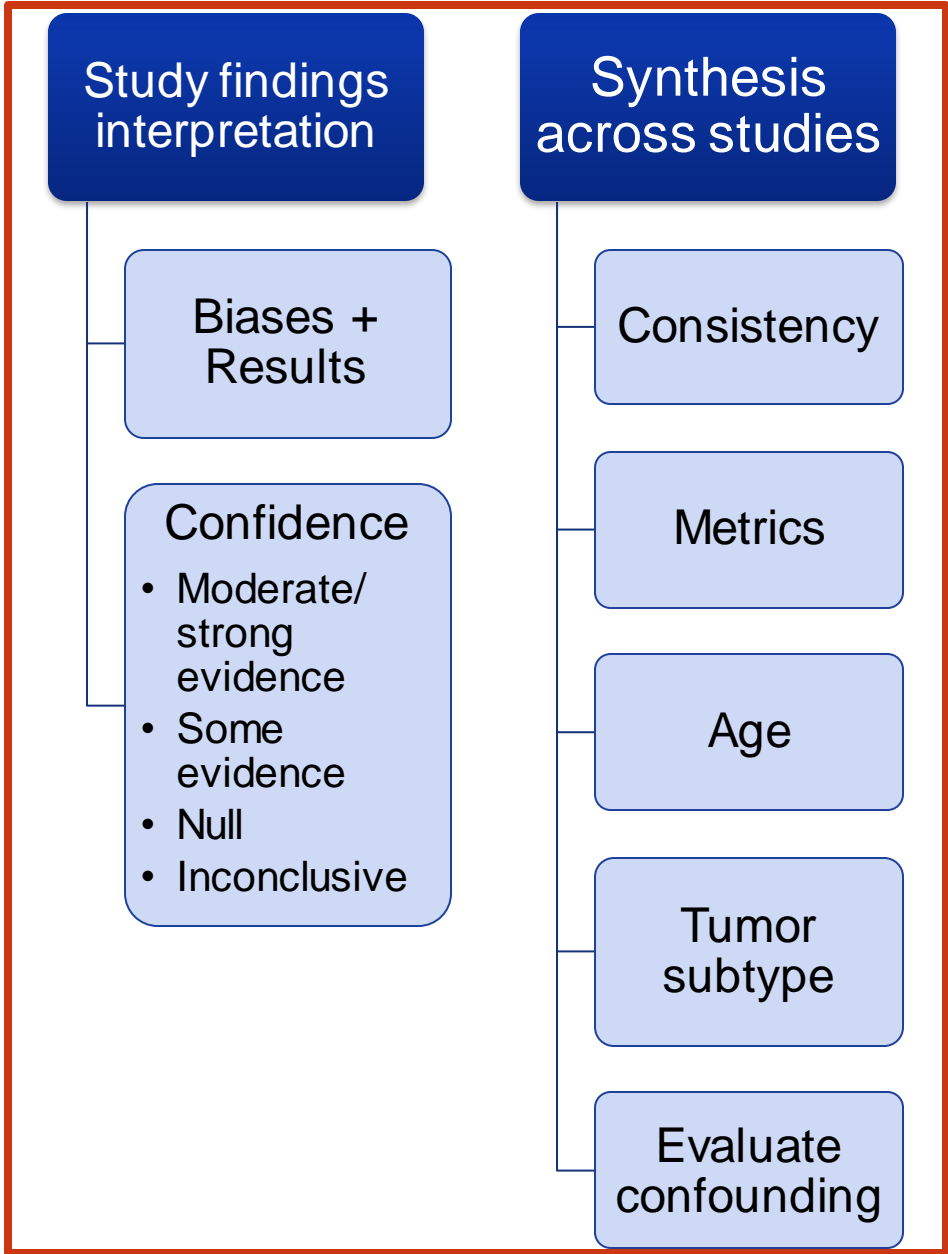 Study findings
interpretation
Biases +
Results
Confidence
• Moderate/
strong
evidence
• Some
evidence
• Null
• Inconclusive
Synthesis
across studies
Consistency
Metrics
Age
Tumor
subtype
Evaluate
confounding